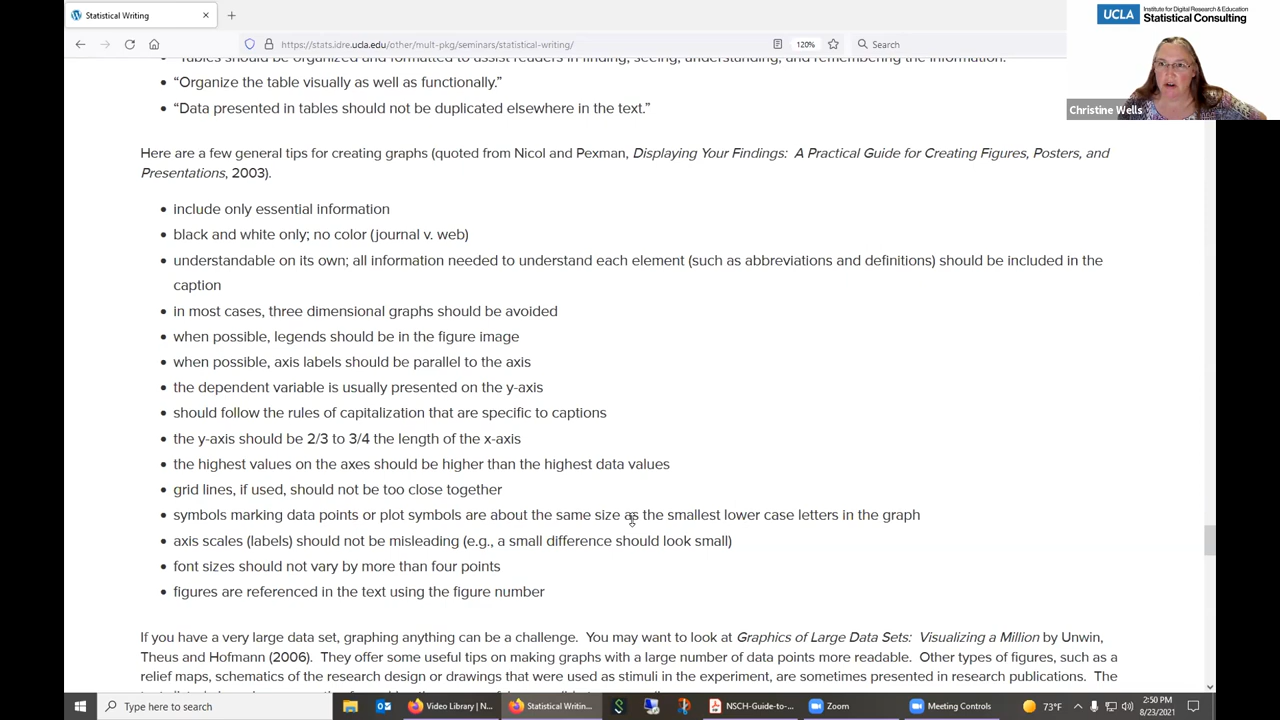 Statistical Writing
https://stats.idre.ucla.edu/other/mult-pkg/seminars/statistical-writing/
120%
Search
UCLA
Institute for Digital Research & Education
Statistical Consulting
Christine Wells
• "Tables should be organized and formatted to assist readers in finding, seeing, understanding, and remembering the information."
• “Organize the table visually as well as functionally.”
• “Data presented in tables should not be duplicated elsewhere in the text.”
Here are a few general tips for creating graphs (quoted from Nicol and Pexman, Displaying Your Findings: A Practical Guide for Creating Figures, Posters, and
Presentations, 2003).
• include only essential information
• black and white only; no color (journal v. web)
• understandable on its own; all information needed to understand each element (such as abbreviations and definitions) should be included in the
caption
• in most cases, three dimensional graphs should be avoided
• when possible, legends should be in the figure image
• when possible, axis labels should be parallel to the axis
• the dependent variable is usually presented on the y-axis
• should follow the rules of capitalization that are specific to captions
• the y-axis should be 2/3 to 3/4 the length of the x-axis
• the highest values on the axes should be higher than the highest data values
• grid lines, if used, should not be too close together
• symbols marking data points or plot symbols are about the same size as the smallest lower case letters in the graph
• axis scales (labels) should not be misleading (e.g., a small difference should look small)
• font sizes should not vary by more than four points
• figures are referenced in the text using the figure number
If you have a very large data set, graphing anything can be a challenge. You may want to look at Graphics of Large Data Sets: Visualizing a Million by Unwin,
Theus and Hofmann (2006). They offer some useful tips on making graphs with a large number of data points more readable. Other types of figures, such as a
relief maps, schematics of the research design or drawings that were used as stimuli in the experiment, are sometimes presented in research publications. The
Type here to search
Video Library | N...
Statistical Writin...
NSCH-Guide-to-...
Zoom
Meeting Controls
73°F
2:50 PM
8/23/2021